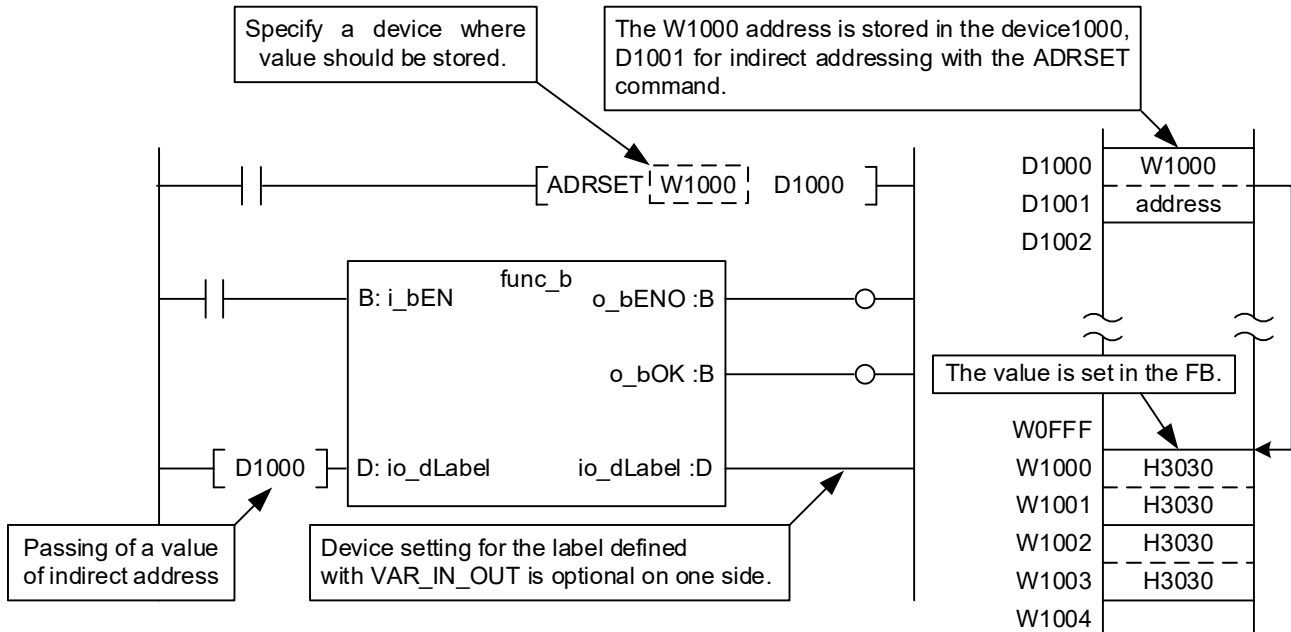 Specify a device where
value should be stored.
The W1000 address is stored in the device1000,
D1001 for indirect addressing with the ADRSET
command.
ADRSET W1000 D1000
D1000 W1000
D1001 address
D1002
func_b
B: i_bEN o_bENO :B
o_bOK :B
The value is set in the FB.
D1000 D: io_dLabel io_dLabel :D
W0FFF
W1000 H3030
W1001 H3030
W1002 H3030
W1003 H3030
W1004
Passing of a value
of indirect address
Device setting for the label defined
with VAR_IN_OUT is optional on one side.